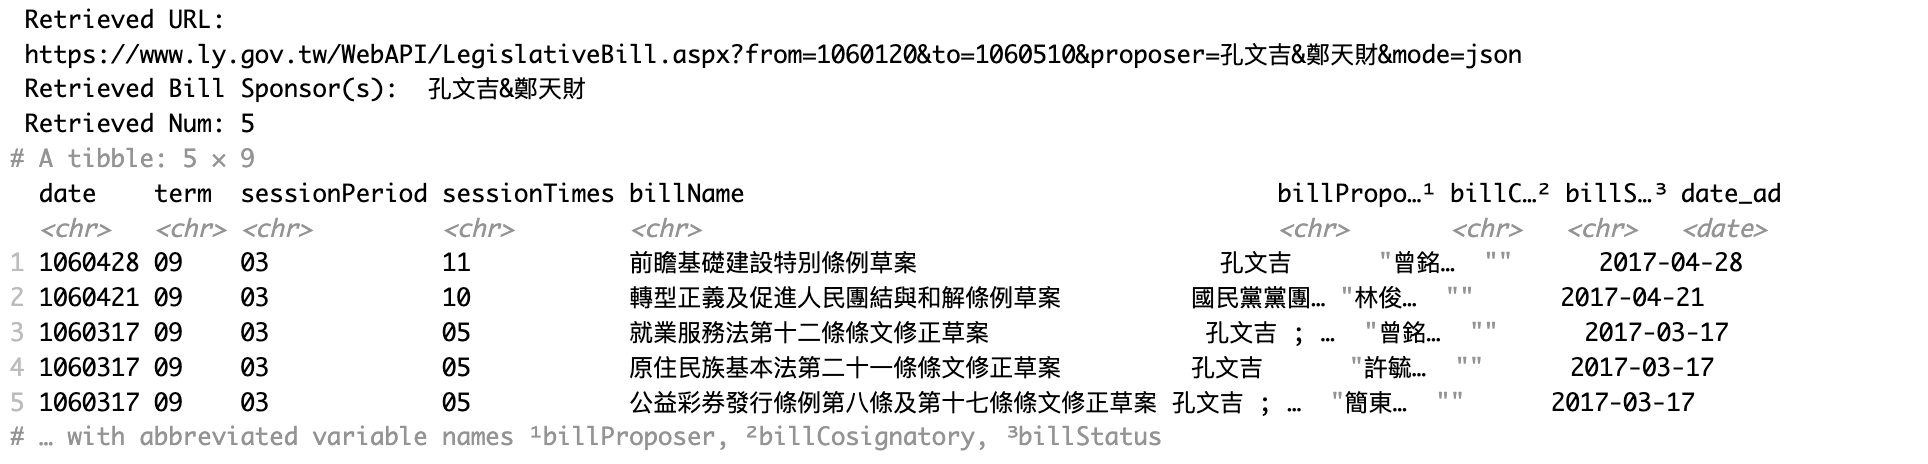 Retrieved URL:
https://www.ly.gov.tw/WebAPI/LegislativeBill.aspx?from=1060120&to=1060510&proposer=孔文吉&鄭天財&mode=json
Retrieved Bill Sponsor(s):  孔文吉&鄭天財
Retrieved Num: 5
# A tibble: 5 × 9
date term sessionPeriod sessionTimes billName billPropo…¹ billC…² billS…³ date_ad
<chr> <chr> <chr> <chr> <chr> <chr> <chr> <chr> <date>
1 1060428 09 03 11 前瞻基礎建設特別條例草案 孔文吉 "曾銘… "" 2017-04-28
2 1060421 09 03 10 轉型正義及促進人民團結與和解條例草案 國民黨黨團… "林俊… "" 2017-04-21
3 1060317 09 03 05 就業服務法第十二條條文修正草案 孔文吉 ; … "曾銘… "" 2017-03-17
4 1060317 09 03 05 原住民族基本法第二十一條條文修正草案 孔文吉 "許毓… "" 2017-03-17
5 1060317 09 03 05 公益彩券發行條例第八條及第十七條條文修正草案 孔文吉 ; … "簡東… "" 2017-03-17
# … with abbreviated variable names ¹billProposer, ²billCosignatory, ³billStatus